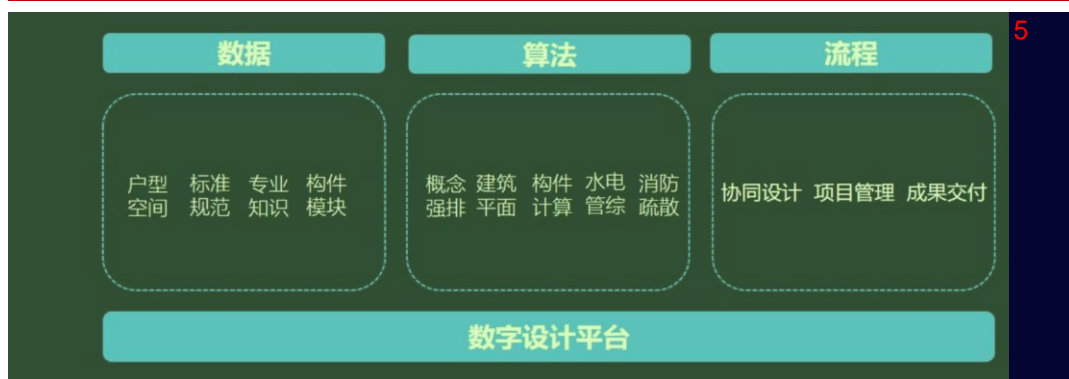 5
数据
算法
流程
户型 标准 专业 构件
空间 规范 知识 模块
概念 建筑 构件 水电 消防
强排 平面 计算 管综 疏散
协同设计 项目管理 成果交付
数字设计平台